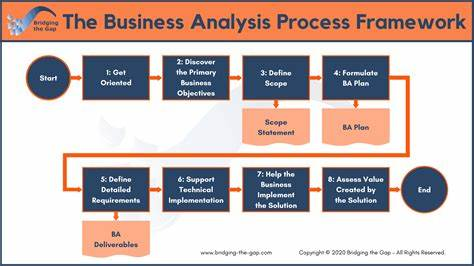 Bridging
the Gap
The Business Analysis Process Framework
Start
1: Get
Oriented
2: Discover
the Primary
Business
Objectives
3: Define
Scope
4: Formulate
BA Plan
Scope
Statement
BA Plan
5: Define
Detailed
Requirements
6: Support
Technical
Implementation
7: Help the
Business
Implement
the Solution
8: Assess Value
Created by
the Solution
End
BA
Deliverables
www.bridging-the-gap.com
Copyright © 2020 Bridging the Gap - All Rights Reserved.